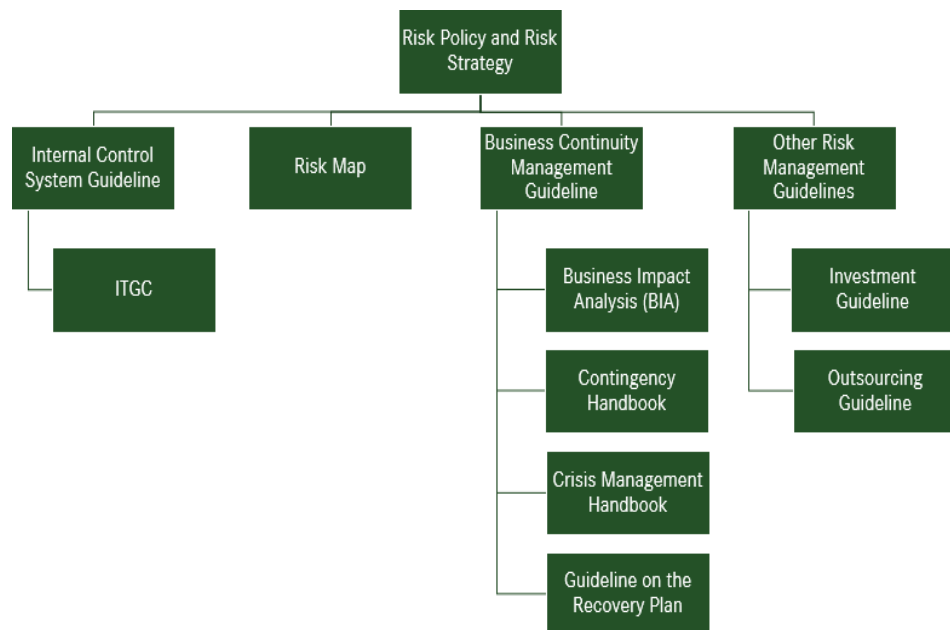 Risk Policy and Risk
Strategy
Internal Control
System Guideline
Risk Map
Business Continuity
Management
Guideline
Other Risk
Management
Guidelines
ITGC
Business Impact
Analysis (BIA)
Contingency
Handbook
Crisis Management
Handbook
Guideline on the
Recovery Plan
Investment
Guideline
Outsourcing
Guideline